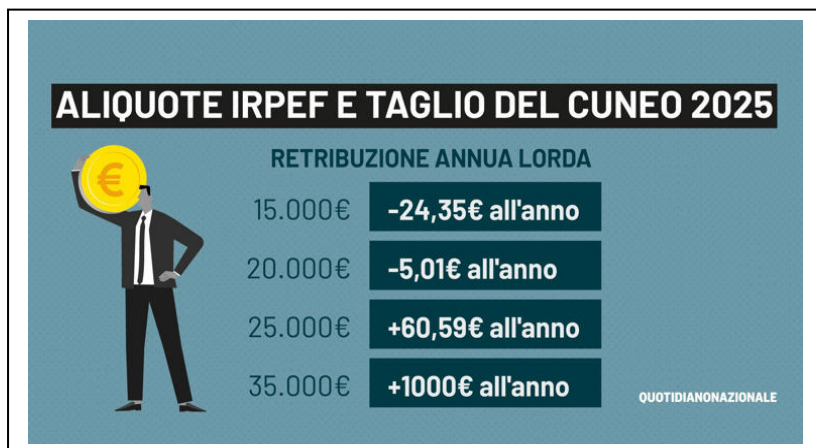 ALIQUOTE IRPEF E TAGLIO DEL CUNEO 2025
€
RETRIBUZIONE ANNUA LORDA
15.000€ -24,35€ all'anno
20.000€ -5,01€ all'anno
25.000€ +60,59€ all'anno
35.000€ +1000€ all'anno
QUOTIDIANONAZIONALE